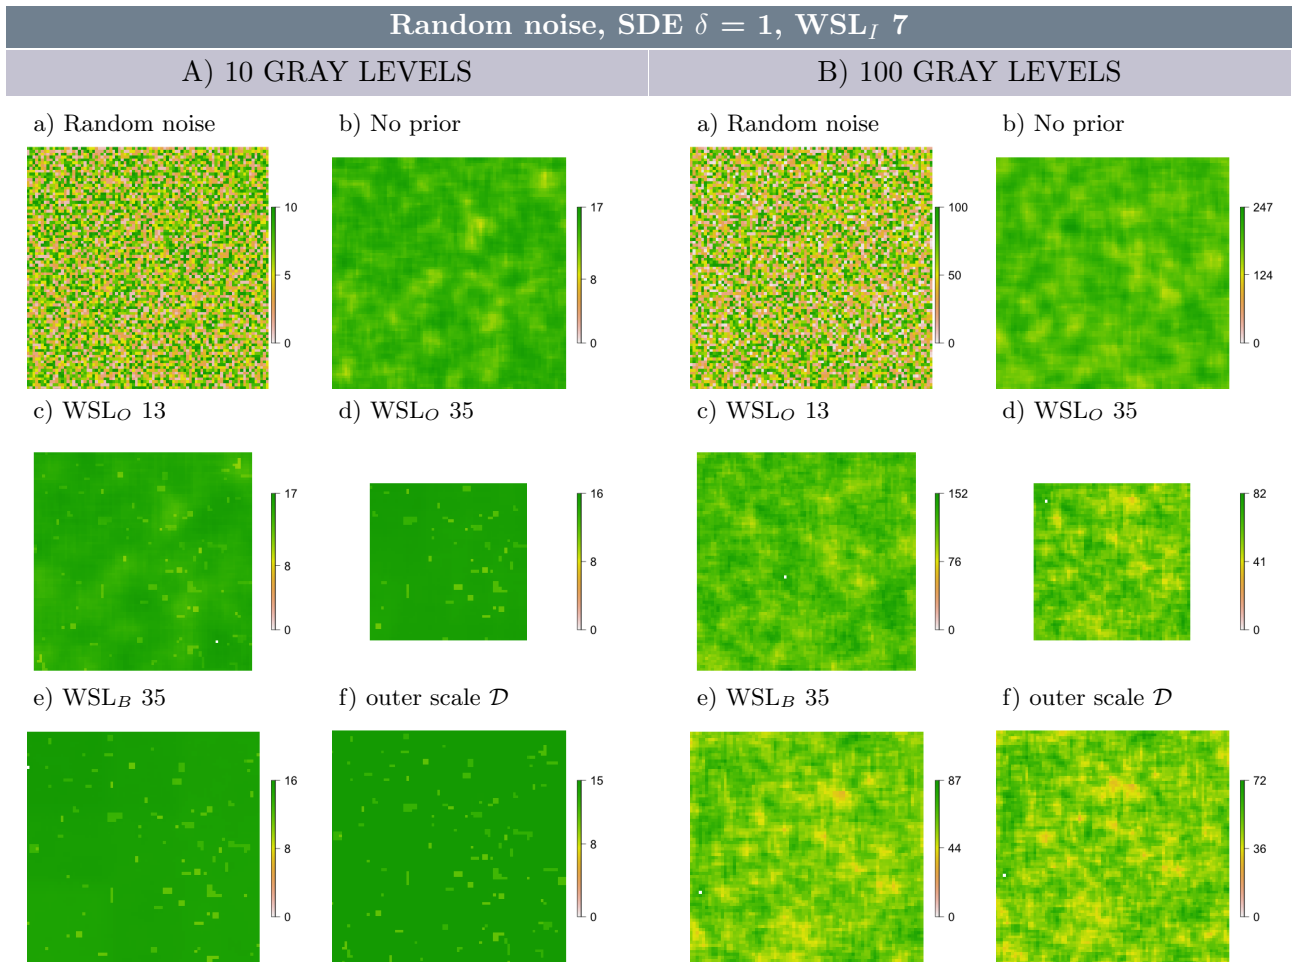 Random noise, SDE δ = 1, WSL_I 7
A) 10 GRAY LEVELS
B) 100 GRAY LEVELS
a) Random noise
b) No prior
a) Random noise
b) No prior
10
5
0
17
8
0
100
50
0
247
124
0
c) WSL_O 13
d) WSL_O 35
c) WSL_O 13
d) WSL_O 35
17
8
0
16
8
0
152
76
0
82
41
0
e) WSL_B 35
f) outer scale 𝒟
e) WSL_B 35
f) outer scale 𝒟
16
8
0
15
8
0
87
44
0
72
36
0